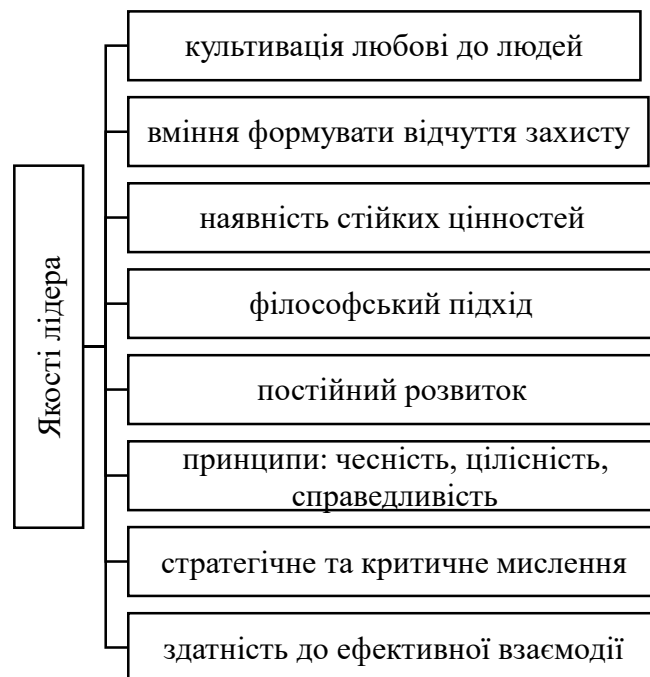 Якості лідера
культивація любові до людей
вміння формувати відчуття захисту
наявність стійких цінностей
філософський підхід
постійний розвиток
принципи: чесність, цілісність,
справедливість
стратегічне та критичне мислення
здатність до ефективної взаємодії